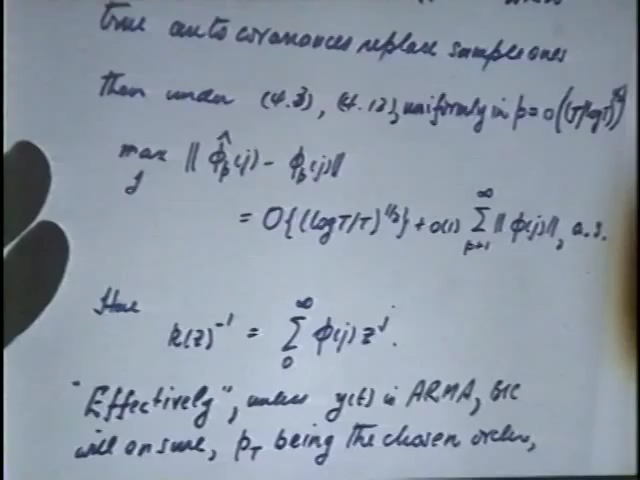 true autocovariances replace sample ones
then under (4.3), (4.12), uniformly in p = o((T/logT)^½)
max_j || φ̂_p(j) - φ_p(j) ||
= O{(logT/T)^{1/2}} + o(1) Σ_{p+1}^∞ || φ(j) ||, a.s.
Here
k(z)^{-1} = Σ_0^∞ φ(j) z^j.
"Effectively", unless y(t) is ARMA, BIC
will ensure, p_T being the chosen order,